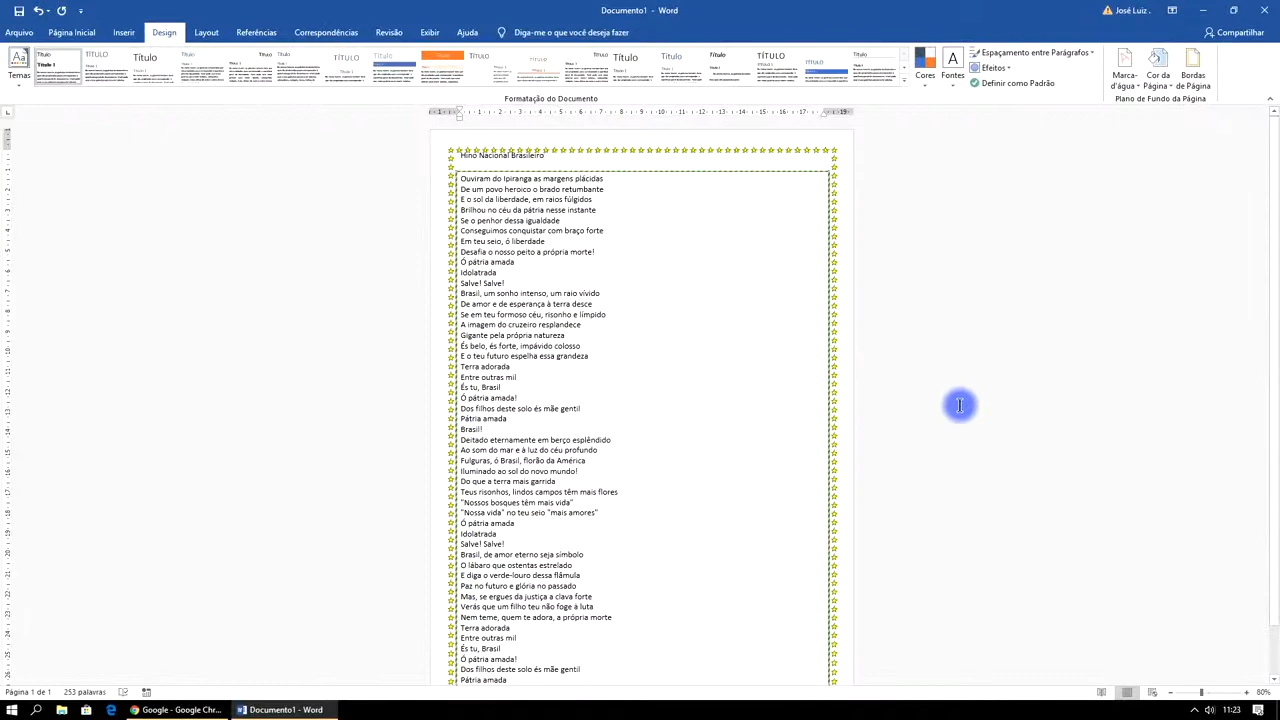 Documento1 - Word
José Luiz.
Arquivo Página Inicial Inserir Design Layout Referências Correspondências Revisão Exibir Ajuda Diga-me o que você deseja fazer Compartilhar
Cores
Fontes
Espaçamento entre Parágrafos
Efeitos
Definir como Padrão
Marca d'água
Cor da Página
Bordas de Página
Formatação do Documento
Plano de Fundo da Página
Hino Nacional Brasileiro
Ouviram do Ipiranga as margens plácidas
De um povo heroico o brado retumbante
E o sol da liberdade, em raios fúlgidos
Brilhou no céu da pátria nesse instante
Se o penhor dessa igualdade
Conseguimos conquistar com braço forte
Em teu seio, ó liberdade
Desafia o nosso peito a própria morte!
Ó pátria amada
Idolatrada
Salve! Salve!
Brasil, um sonho intenso, um raio vívido
De amor e de esperança à terra desce
Se em teu formoso céu, risonho e límpido
A imagem do cruzeiro resplandece
Gigante pela própria natureza
És belo, és forte, impávido colosso
E o teu futuro espelha essa grandeza
Terra adorada
Entre outras mil
És tu, Brasil
Ó pátria amada!
Dos filhos deste solo és mãe gentil
Pátria amada
Brasil!
Deitado eternamente em berço esplêndido
Ao som do mar e à luz do céu profundo
Fulguras, ó Brasil, florão da América
Iluminado ao sol do novo mundo!
Do que a terra mais garrida
Teus risonhos, lindos campos têm mais flores
"Nossos bosques têm mais vida"
"Nossa vida" no teu seio "mais amores"
Ó pátria amada
Idolatrada
Salve! Salve!
Brasil, de amor eterno seja símbolo
O lábaro que ostentas estrelado
E diga o verde-louro dessa flâmula
Paz no futuro e glória no passado
Mas, se ergues da justiça a clava forte
Verás que um filho teu não foge à luta
Nem teme, quem te adora, a própria morte
Terra adorada
Entre outras mil
És tu, Brasil
Ó pátria amada!
Dos filhos deste solo és mãe gentil
Pátria amada
Página 1 de 1 253 palavras 80%
Google - Google Chr... Documento1 - Word 11:23